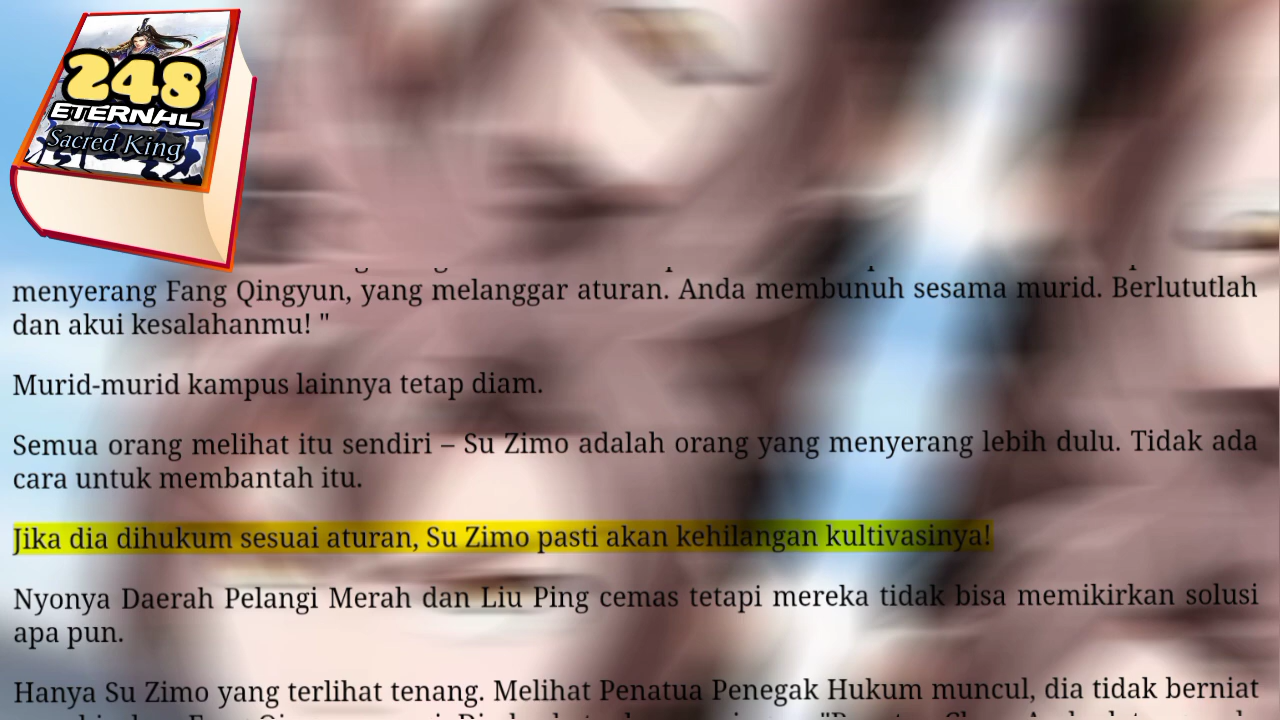 248
ETERNAL
Sacred King
menyerang Fang Qingyun, yang melanggar aturan. Anda membunuh sesama murid. Berlututlah
dan akui kesalahanmu! "
Murid-murid kampus lainnya tetap diam.
Semua orang melihat itu sendiri – Su Zimo adalah orang yang menyerang lebih dulu. Tidak ada
cara untuk membantah itu.
Jika dia dihukum sesuai aturan, Su Zimo pasti akan kehilangan kultivasinya!
Nyonya Daerah Pelangi Merah dan Liu Ping cemas tetapi mereka tidak bisa memikirkan solusi
apa pun.
Hanya Su Zimo yang terlihat tenang. Melihat Penatua Penegak Hukum muncul, dia tidak berniat